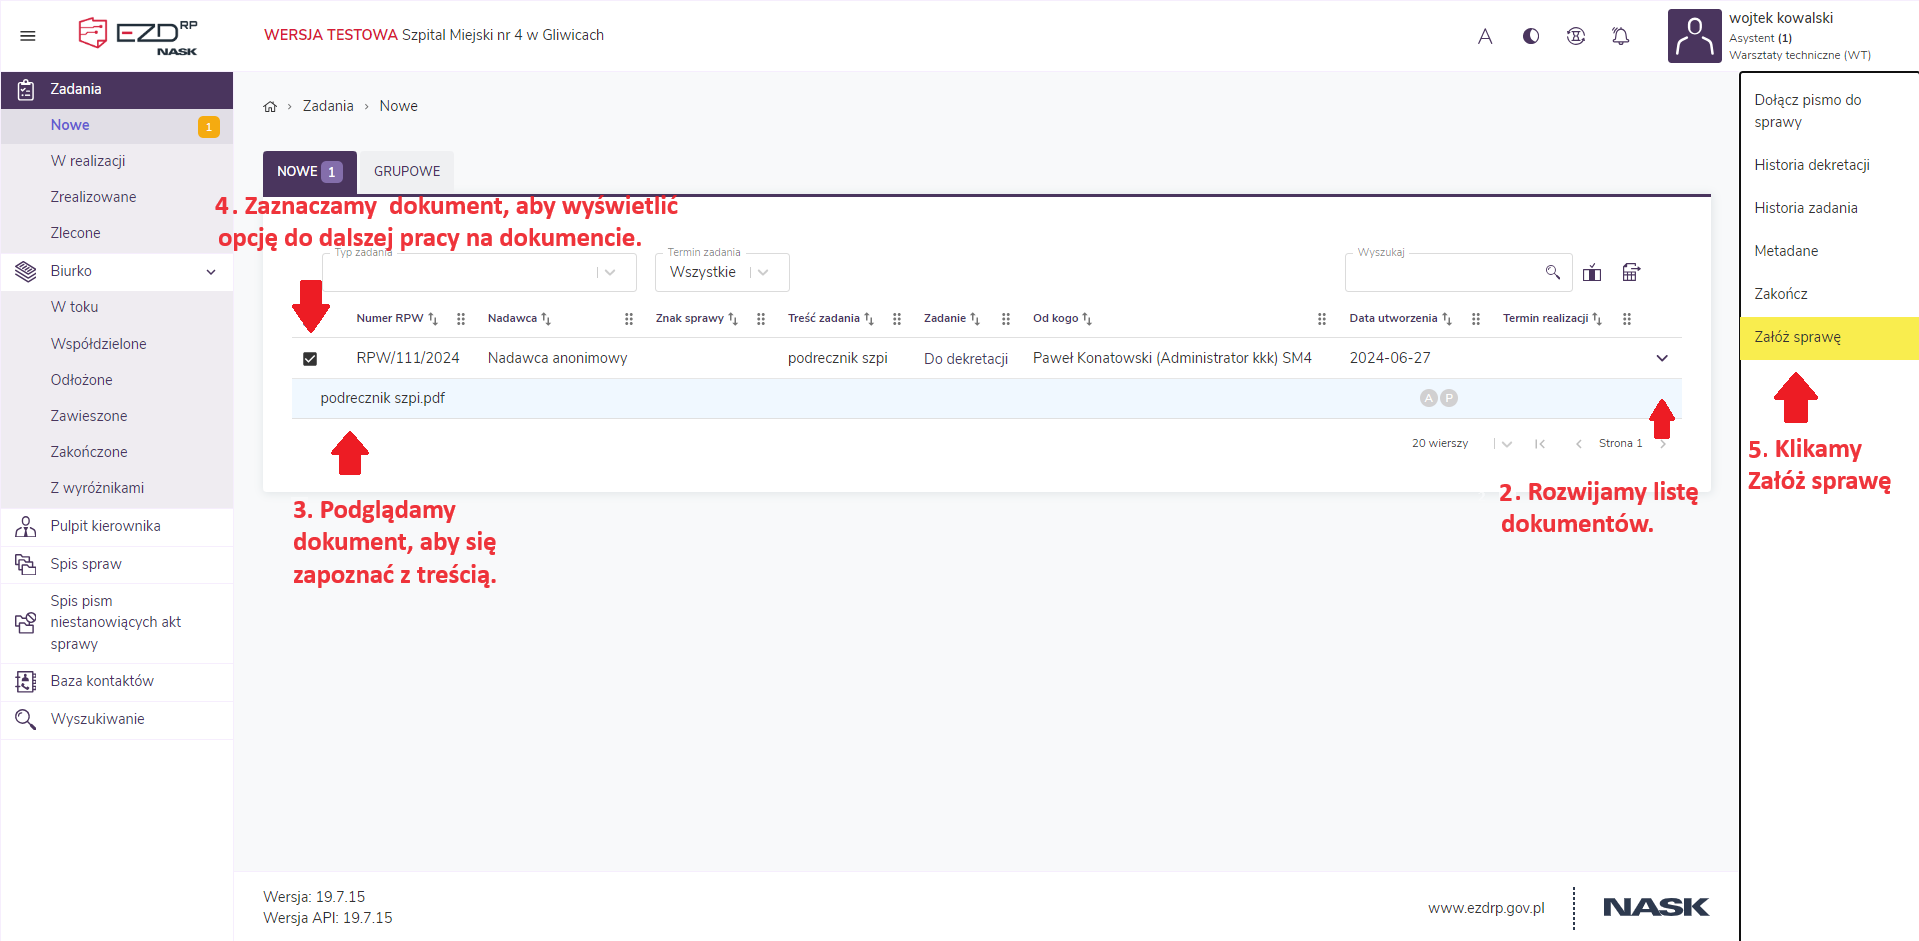 EZD RP
NASK
WERSJA TESTOWA Szpital Miejski nr 4 w Gliwicach
A
wojtek kowalski
Asystent (1)
Warsztaty techniczne (WT)
Zadania
Nowe 1
W realizacji
Zrealizowane
Zlecone
Biurko
W toku
Współdzielone
Odłożone
Zawieszone
Zakończone
Z wyróżnikami
Pulpit kierownika
Spis spraw
Spis pism
niestanowiących akt
sprawy
Baza kontaktów
Wyszukiwanie
Zadania › Nowe
NOWE 1 GRUPOWE
4. Zaznaczamy dokument, aby wyświetlić
opcję do dalszej pracy na dokumencie.
Typ zadania
Termin zadania
Wszystkie
Wyszukaj
Numer RPW Nadawca Znak sprawy Treść zadania Zadanie Od kogo Data utworzenia Termin realizacji
RPW/111/2024 Nadawca anonimowy podrecznik szpi Do dekretacji Paweł Konatowski (Administrator kkk) SM4 2024-06-27
podrecznik szpi.pdf A P
20 wierszy Strona 1
3. Podglądamy
dokument, aby się
zapoznać z treścią.
2. Rozwijamy listę
dokumentów.
Dołącz pismo do
sprawy
Historia dekretacji
Historia zadania
Metadane
Zakończ
Załóż sprawę
5. Klikamy
Załóż sprawę
Wersja: 19.7.15
Wersja API: 19.7.15
www.ezdrp.gov.pl
NASK